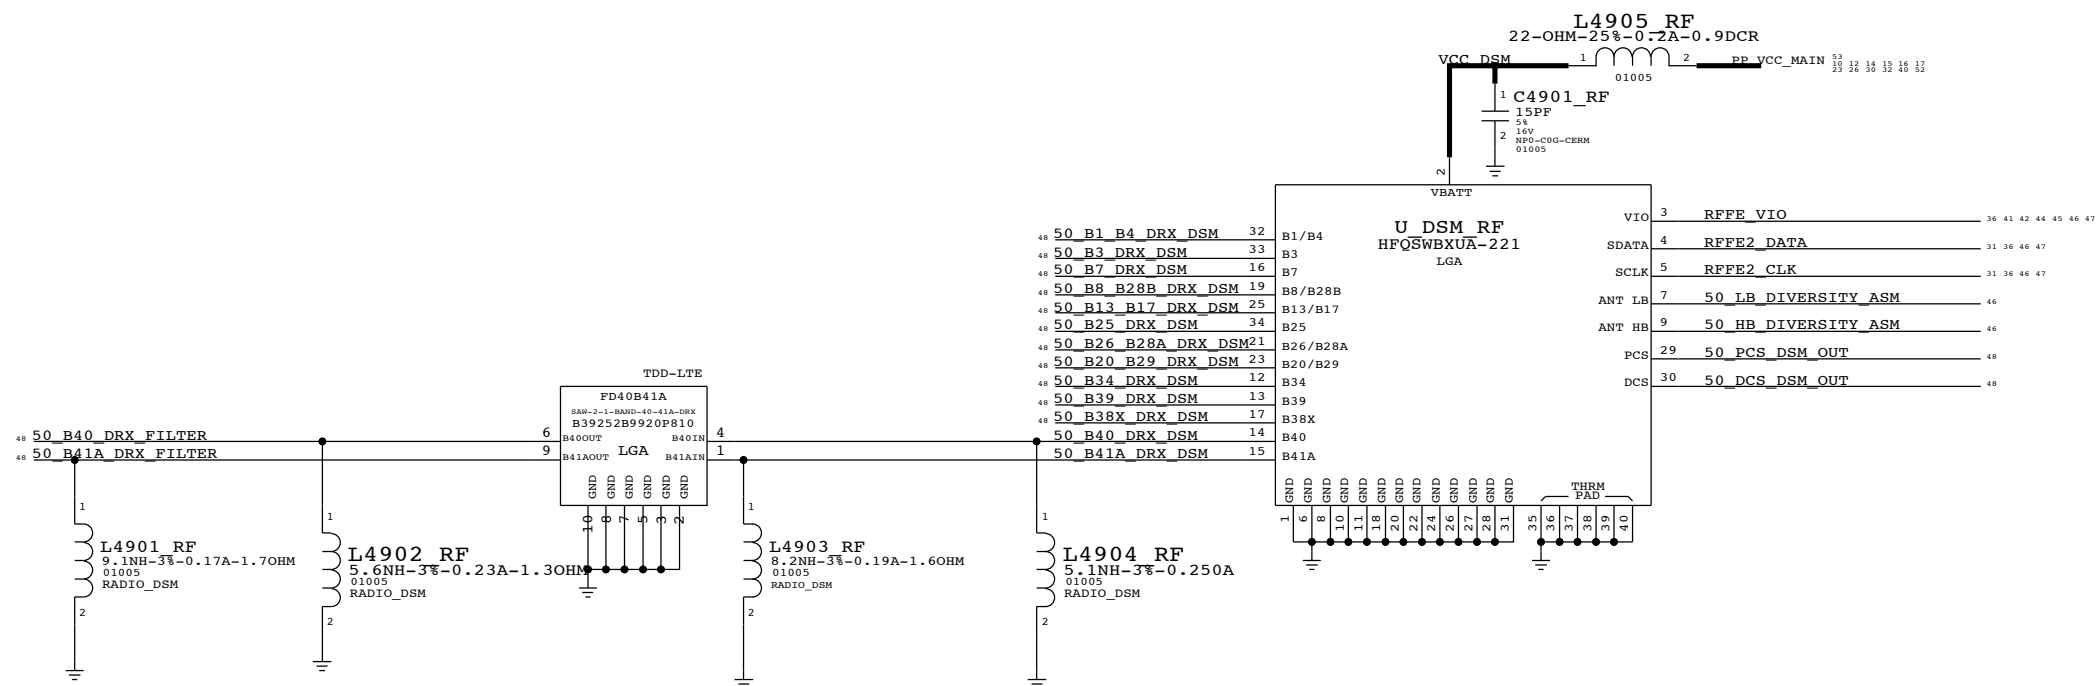 L4905_RF
22-OHM-25%-0.2A-0.9DCR
VCC_DSM
1
2
PP_VCC_MAIN
53
10 12 14 15 16 17
23 26 30 32 40 52
01005
1
C4901_RF
15PF
5%
16V
2
NP0-C0G-CERM
01005
2
VBATT
U_DSM_RF
HFQSWBXUA-221
LGA
48 50_B1_B4_DRX_DSM 32 B1/B4
48 50_B3_DRX_DSM 33 B3
48 50_B7_DRX_DSM 16 B7
48 50_B8_B28B_DRX_DSM 19 B8/B28B
48 50_B13_B17_DRX_DSM 25 B13/B17
48 50_B25_DRX_DSM 34 B25
48 50_B26_B28A_DRX_DSM 21 B26/B28A
48 50_B20_B29_DRX_DSM 23 B20/B29
48 50_B34_DRX_DSM 12 B34
48 50_B39_DRX_DSM 13 B39
48 50_B38X_DRX_DSM 17 B38X
50_B40_DRX_DSM 14 B40
50_B41A_DRX_DSM 15 B41A
VIO 3 RFFE_VIO 36 41 42 44 45 46 47
SDATA 4 RFFE2_DATA 31 36 46 47
SCLK 5 RFFE2_CLK 31 36 46 47
ANT LB 7 50_LB_DIVERSITY_ASM 46
ANT HB 9 50_HB_DIVERSITY_ASM 46
PCS 29 50_PCS_DSM_OUT 48
DCS 30 50_DCS_DSM_OUT 48
GND GND GND GND GND GND GND GND GND GND GND GND GND
1 6 8 10 11 18 20 22 24 26 27 28 31
THRM
PAD
35 36 37 38 39 40
TDD-LTE
FD40B41A
SAW-2-1-BAND-40-41A-DRX
B39252B9920P810
LGA
48 50_B40_DRX_FILTER 6 B40OUT
B40IN 4
48 50_B41A_DRX_FILTER 9 B41AOUT
B41AIN 1
GND GND GND GND GND GND
10 8 7 5 3 2
1
L4901_RF
9.1NH-3%-0.17A-1.7OHM
01005
RADIO_DSM
2
1
L4902_RF
5.6NH-3%-0.23A-1.3OHM
01005
RADIO_DSM
2
1
L4903_RF
8.2NH-3%-0.19A-1.6OHM
01005
RADIO_DSM
2
1
L4904_RF
5.1NH-3%-0.250A
01005
RADIO_DSM
2